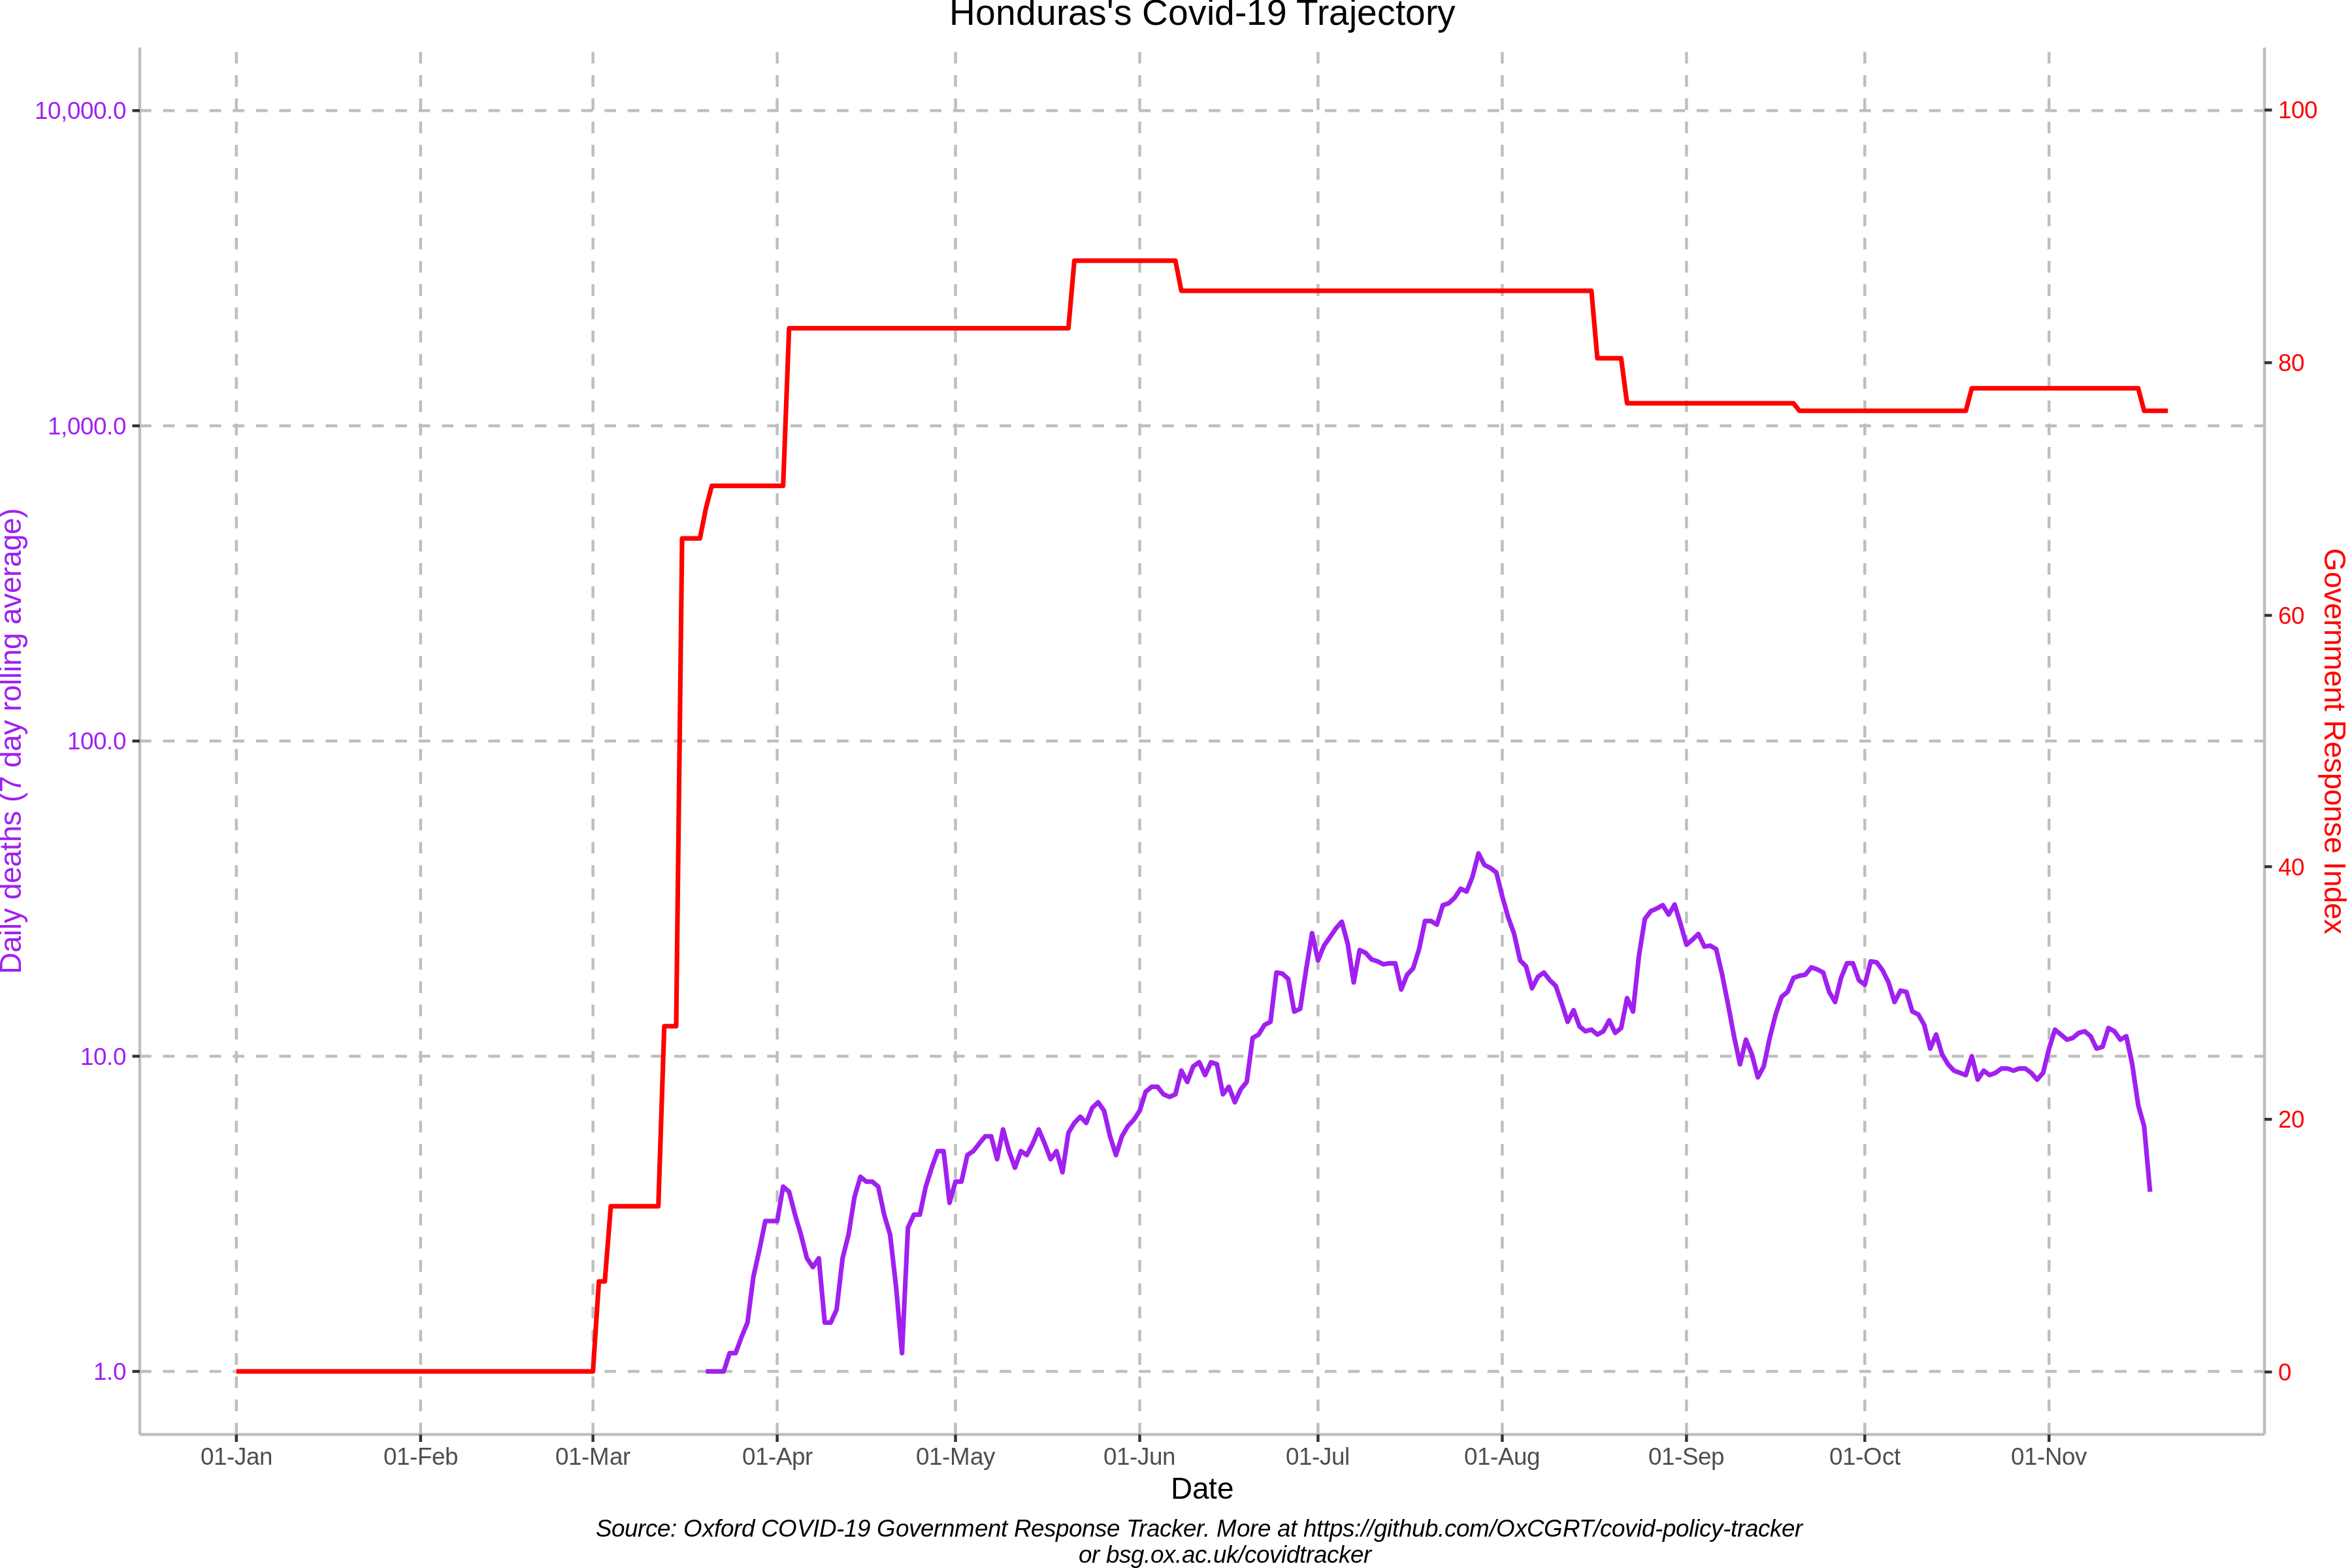 Honduras's Covid-19 Trajectory
10,000.0
1,000.0
100.0
10.0
1.0
Daily deaths (7 day rolling average)
100
80
60
40
20
0
Government Response Index
01-Jan 01-Feb 01-Mar 01-Apr 01-May 01-Jun 01-Jul 01-Aug 01-Sep 01-Oct 01-Nov
Date
Source: Oxford COVID-19 Government Response Tracker. More at https://github.com/OxCGRT/covid-policy-tracker
or bsg.ox.ac.uk/covidtracker